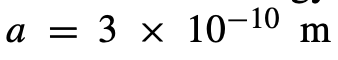 a = 3 × 10⁻¹⁰ m